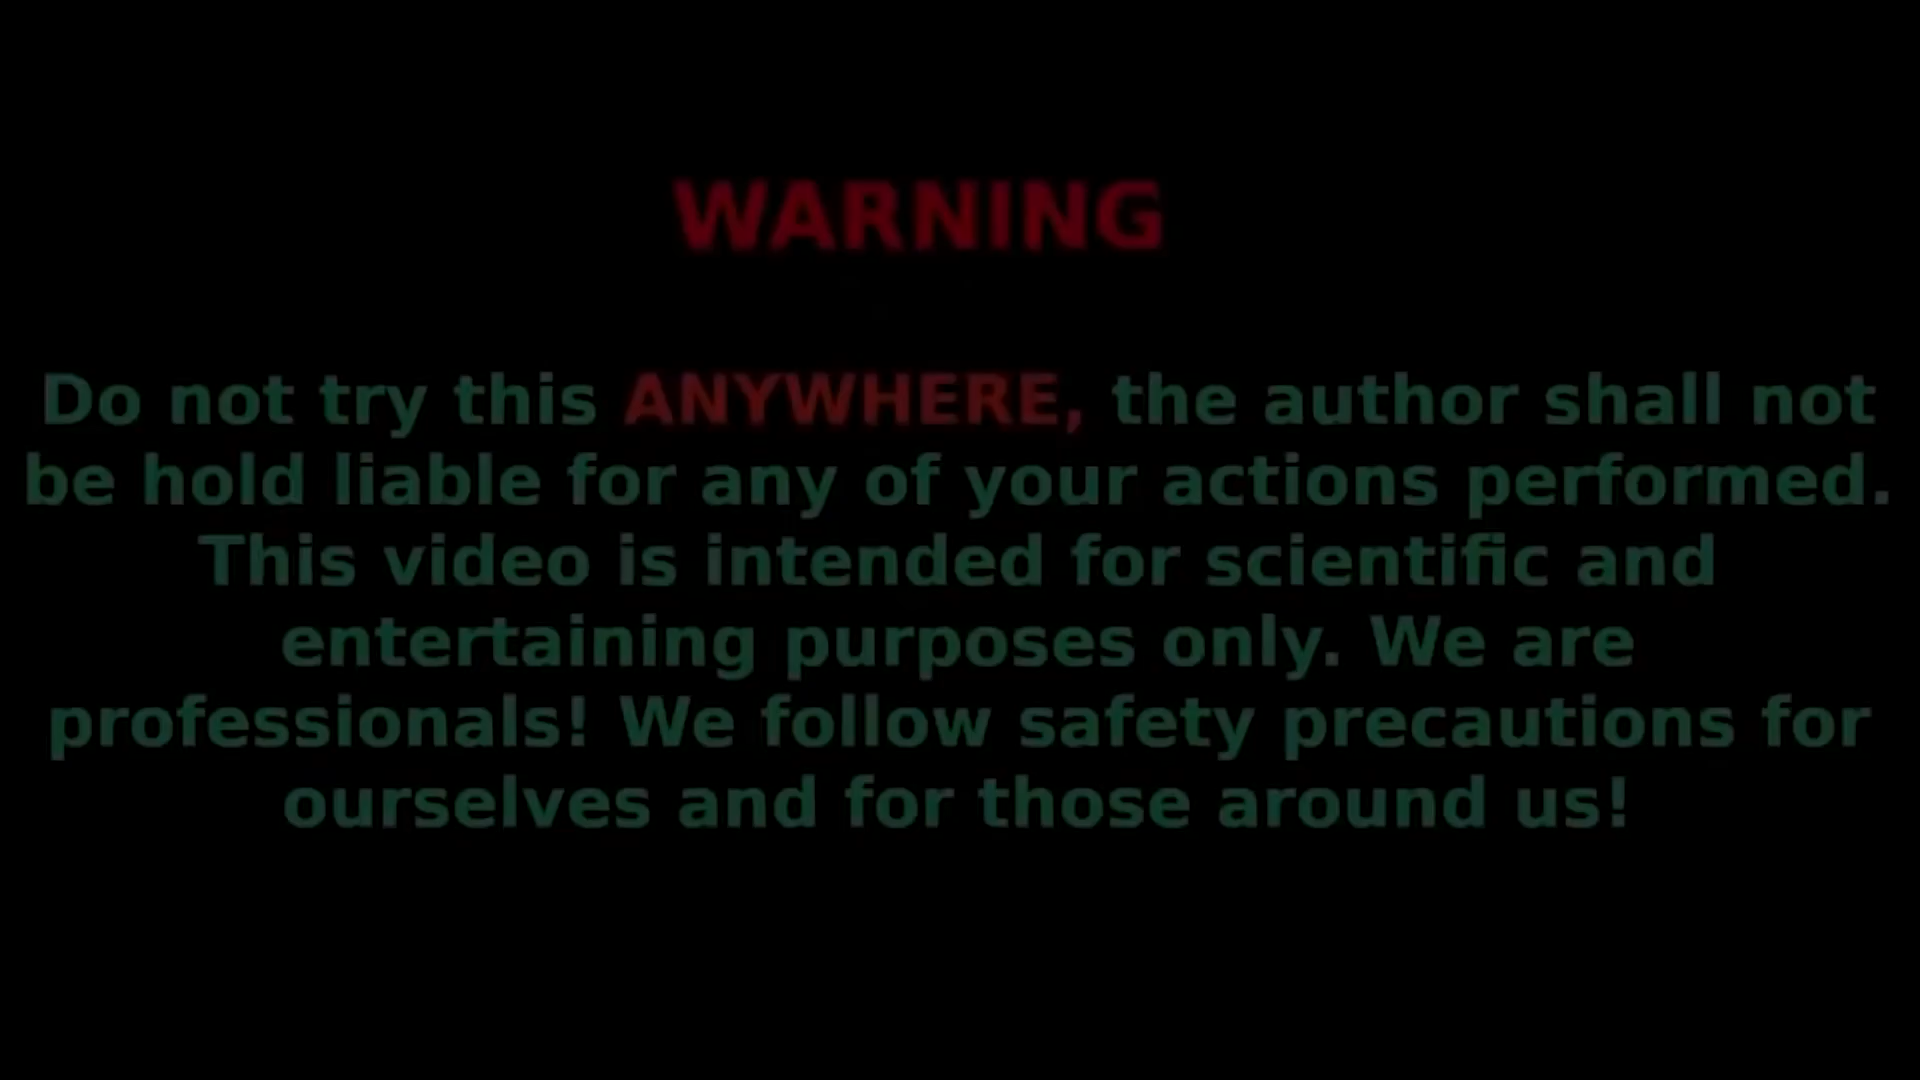 WARNING
Do not try this ANYWHERE, the author shall not
be hold liable for any of your actions performed.
This video is intended for scientific and
entertaining purposes only. We are
professionals! We follow safety precautions for
ourselves and for those around us!